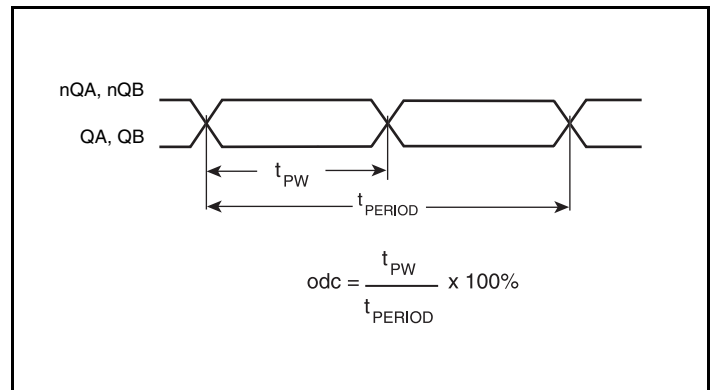 nQA, nQB
QA, QB
tPW
tPERIOD
odc = tPW / tPERIOD x 100%